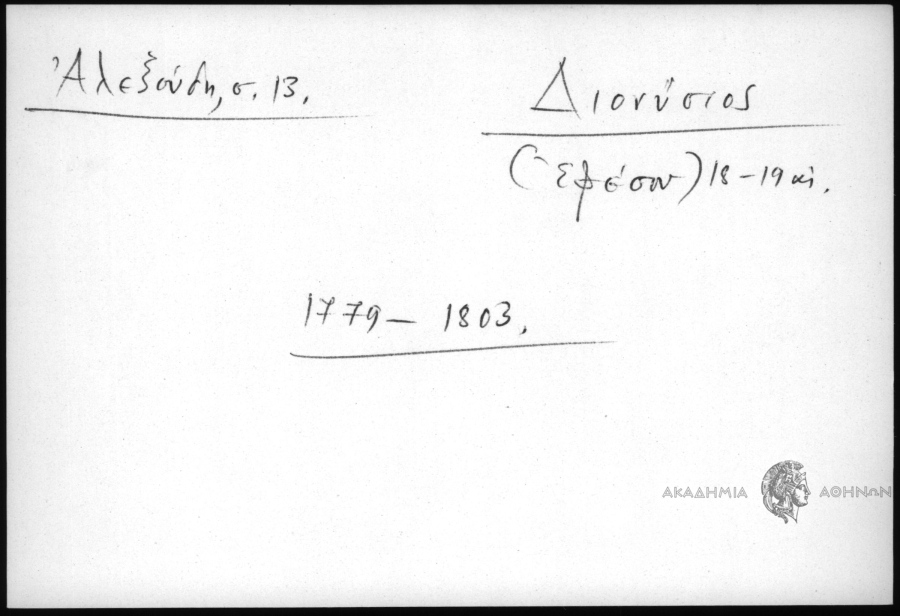 Ἀλεξούδη, σ. 13.
Διονύσιος
(Ἐφέσου) 18-19 αἰ.
1779 – 1803.
ΑΚΑΔΗΜΙΑ ΑΘΗΝΩΝ